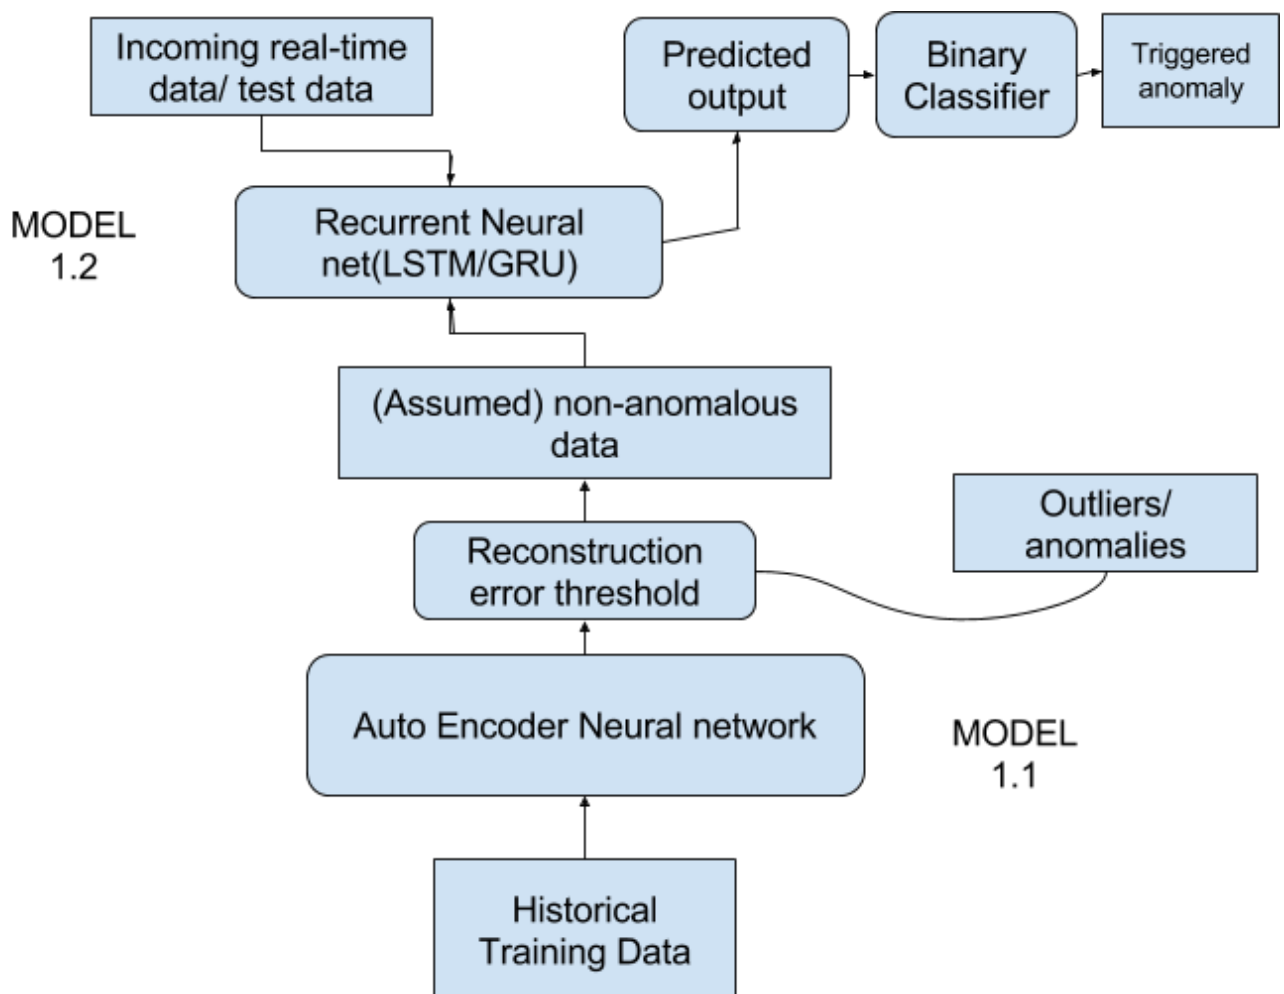 Incoming real-time
data/ test data
Predicted
output
Binary
Classifier
Triggered
anomaly
MODEL
1.2
Recurrent Neural
net(LSTM/GRU)
(Assumed) non-anomalous
data
Outliers/
anomalies
Reconstruction
error threshold
Auto Encoder Neural network
MODEL
1.1
Historical
Training Data